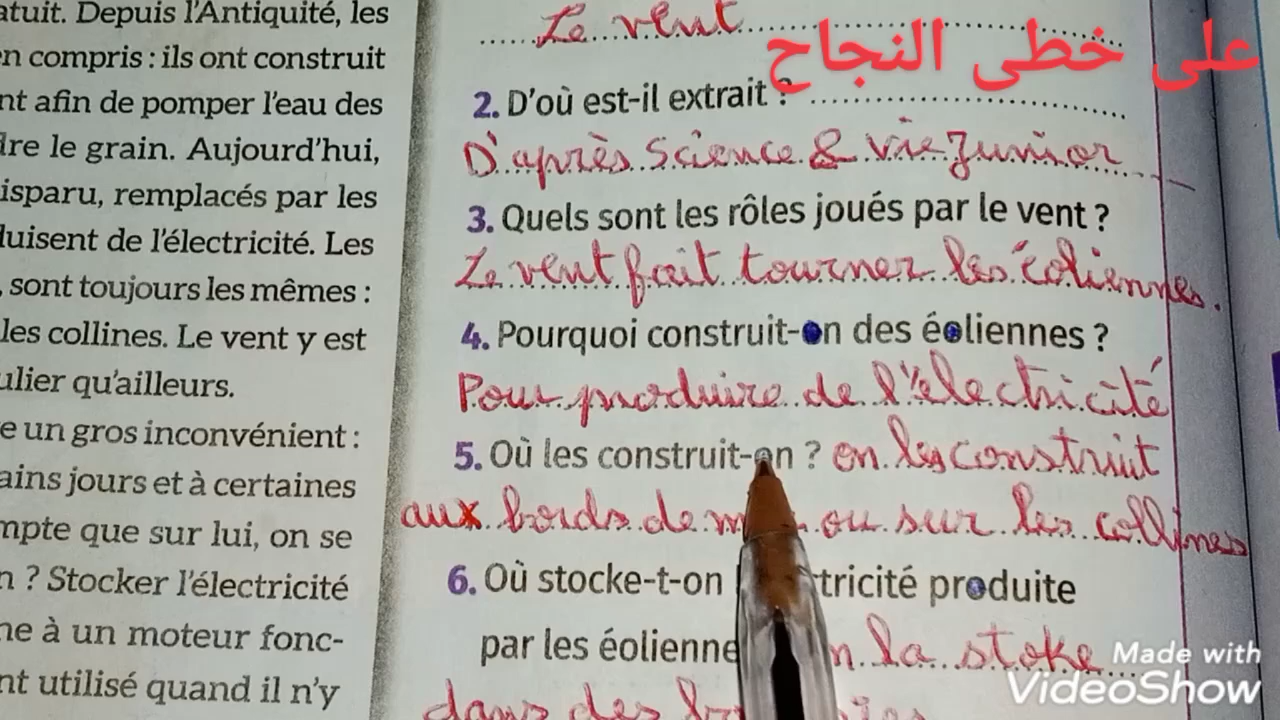 atuit. Depuis l'Antiquité, les
n compris : ils ont construit
nt afin de pomper l'eau des
dre le grain. Aujourd'hui,
isparu, remplacés par les
duisent de l'électricité. Les
, sont toujours les mêmes :
les collines. Le vent y est
ulier qu'ailleurs.
e un gros inconvénient :
ains jours et à certaines
mpte que sur lui, on se
n ? Stocker l'électricité
ne à un moteur fonc-
nt utilisé quand il n'y
Le vent
على خطى النجاح
2. D'où est-il extrait ?
D'après Science & vie Junior
3. Quels sont les rôles joués par le vent ?
Le vent fait tourner les éoliennes.
4. Pourquoi construit-on des éoliennes ?
Pour produire de l'électricité
5. Où les construit-on ? on les construit
aux bords de m ou sur les collines
6. Où stocke-t-on tricité produite
par les éolienne n la stoke
dans des
Made with
VideoShow